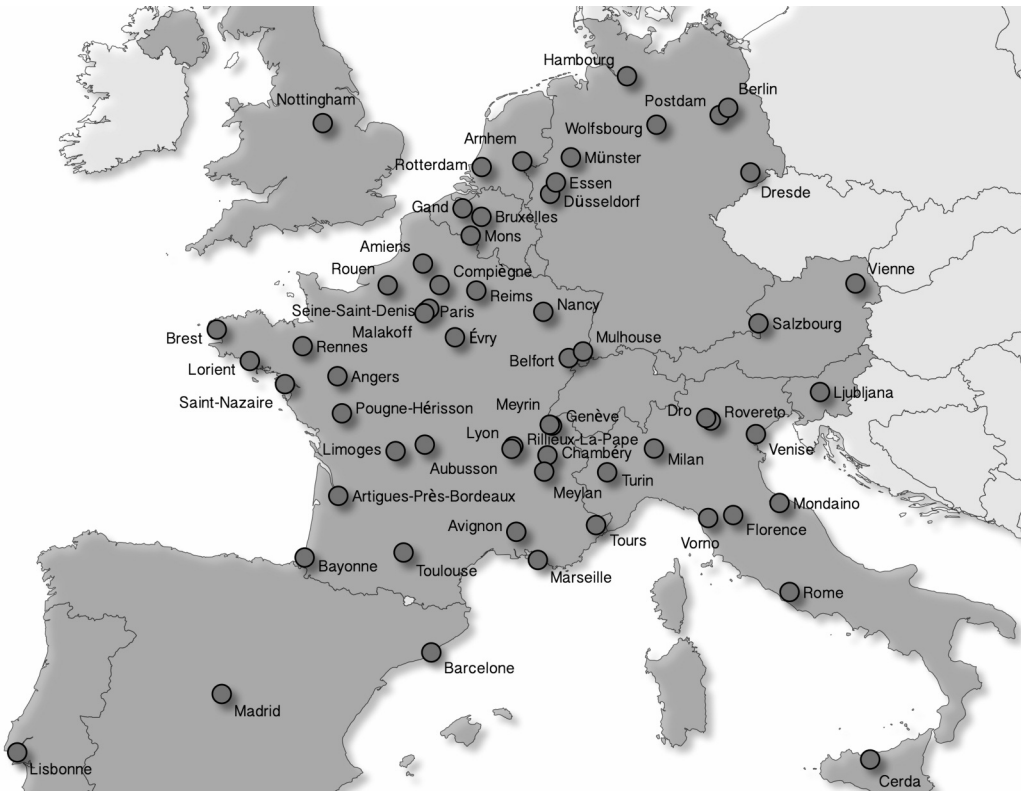 Hambourg
Berlin
Postdam
Nottingham
Wolfsbourg
Arnhem
Münster
Rotterdam
Essen
Dresde
Düsseldorf
Gand
Bruxelles
Mons
Amiens
Vienne
Rouen
Compiègne
Reims
Nancy
Seine-Saint-Denis
Paris
Salzbourg
Malakoff
Évry
Brest
Rennes
Mulhouse
Belfort
Lorient
Angers
Ljubljana
Saint-Nazaire
Meyrin
Pougne-Hérisson
Genève
Dro
Rovereto
Lyon
Rillieux-La-Pape
Limoges
Venise
Chambéry
Milan
Aubusson
Turin
Meylan
Artigues-Près-Bordeaux
Mondaino
Avignon
Florence
Tours
Vorno
Bayonne
Toulouse
Marseille
Rome
Barcelone
Madrid
Lisbonne
Cerda